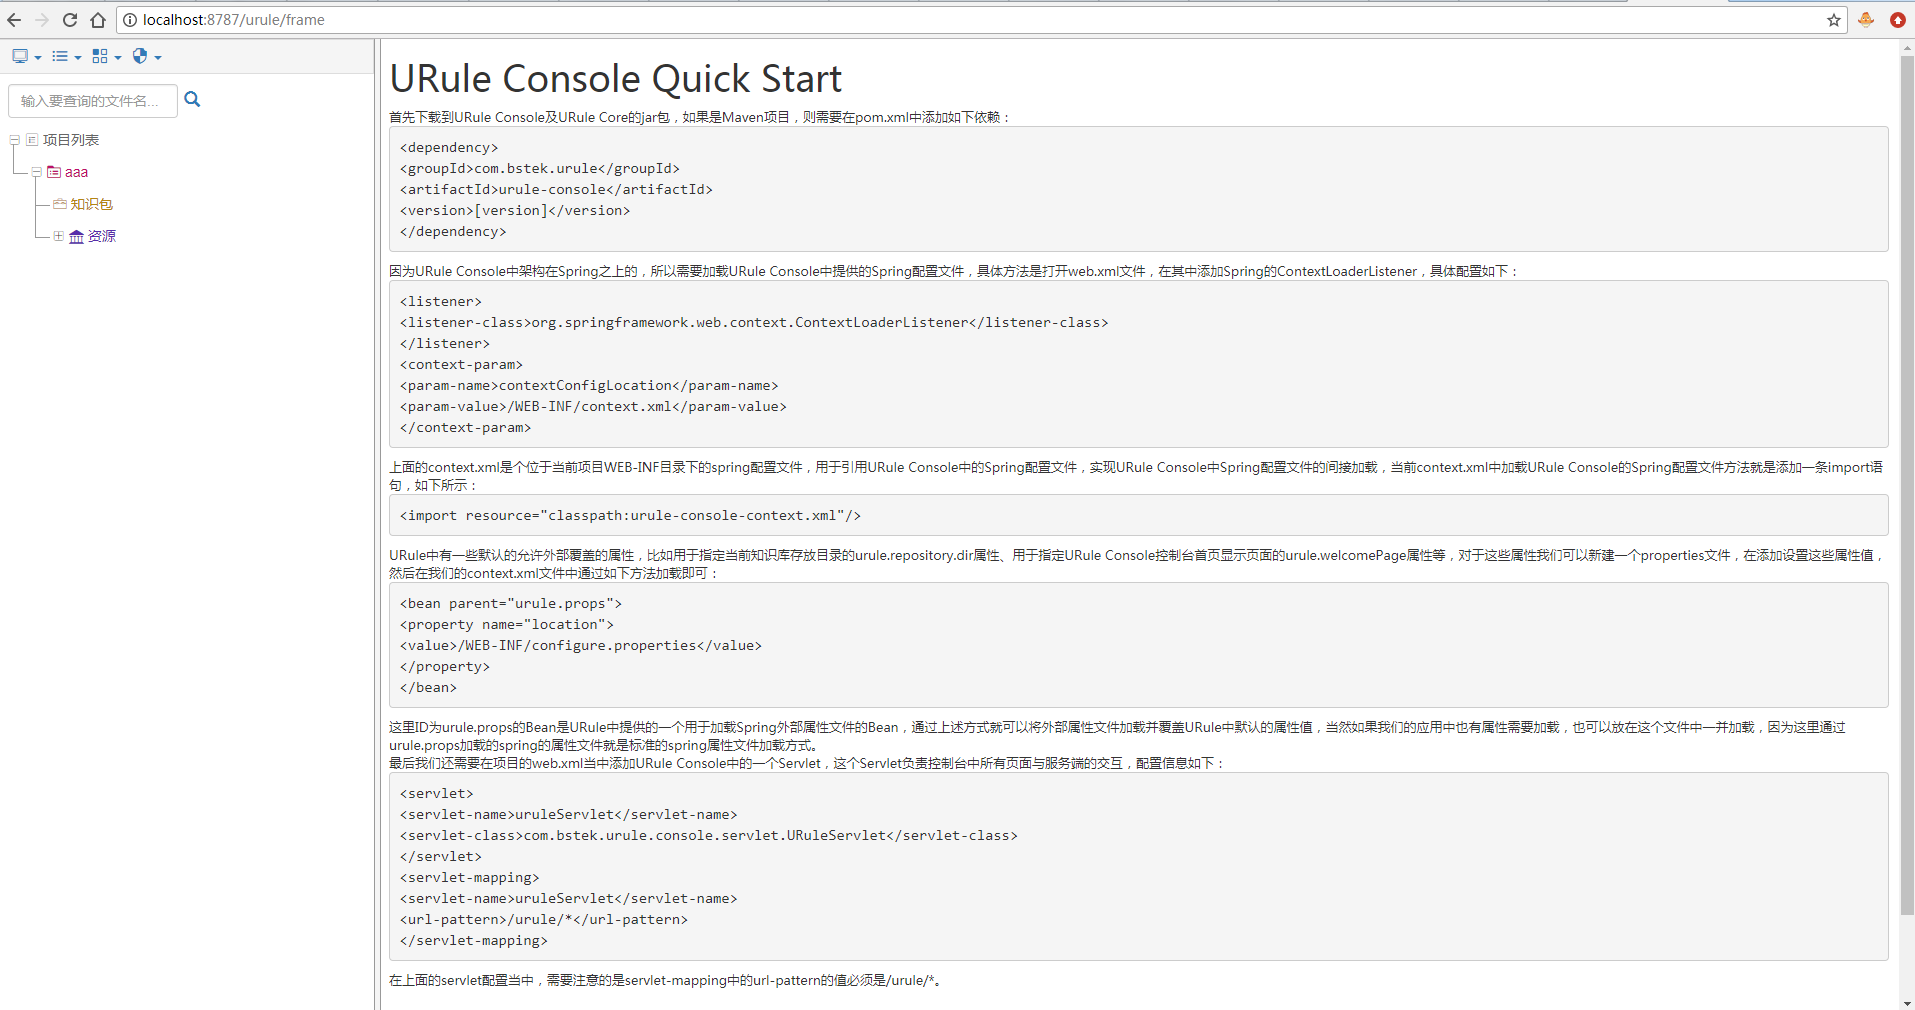 localhost:8787/urule/frame
输入要查询的文件名...
项目列表
aaa
知识包
资源
URule Console Quick Start
首先下载到URule Console及URule Core的jar包，如果是Maven项目，则需要在pom.xml中添加如下依赖：
<dependency>
<groupId>com.bstek.urule</groupId>
<artifactId>urule-console</artifactId>
<version>[version]</version>
</dependency>
因为URule Console中架构在Spring之上的，所以需要加载URule Console中提供的Spring配置文件，具体方法是打开web.xml文件，在其中添加Spring的ContextLoaderListener，具体配置如下：
<listener>
<listener-class>org.springframework.web.context.ContextLoaderListener</listener-class>
</listener>
<context-param>
<param-name>contextConfigLocation</param-name>
<param-value>/WEB-INF/context.xml</param-value>
</context-param>
上面的context.xml是个位于当前项目WEB-INF目录下的spring配置文件，用于引用URule Console中的Spring配置文件，实现URule Console中Spring配置文件的间接加载，当前context.xml中加载URule Console的Spring配置文件方法就是添加一条import语
句，如下所示：
<import resource="classpath:urule-console-context.xml"/>
URule中有一些默认的允许外部覆盖的属性，比如用于指定当前知识库存放目录的urule.repository.dir属性、用于指定URule Console控制台首页显示页面的urule.welcomePage属性等，对于这些属性我们可以新建一个properties文件，在添加设置这些属性值，
然后在我们的context.xml文件中通过如下方法加载即可：
<bean parent="urule.props">
<property name="location">
<value>/WEB-INF/configure.properties</value>
</property>
</bean>
这里ID为urule.props的Bean是URule中提供的一个用于加载Spring外部属性文件的Bean，通过上述方式就可以将外部属性文件加载并覆盖URule中默认的属性值，当然如果我们的应用中也有属性需要加载，也可以放在这个文件中一并加载，因为这里通过
urule.props加载的spring的属性文件就是标准的spring属性文件加载方式。
最后我们还需要在项目的web.xml当中添加URule Console中的一个Servlet，这个Servlet负责控制台中所有页面与服务端的交互，配置信息如下：
<servlet>
<servlet-name>uruleServlet</servlet-name>
<servlet-class>com.bstek.urule.console.servlet.URuleServlet</servlet-class>
</servlet>
<servlet-mapping>
<servlet-name>uruleServlet</servlet-name>
<url-pattern>/urule/*</url-pattern>
</servlet-mapping>
在上面的servlet配置当中，需要注意的是servlet-mapping中的url-pattern的值必须是/urule/*。